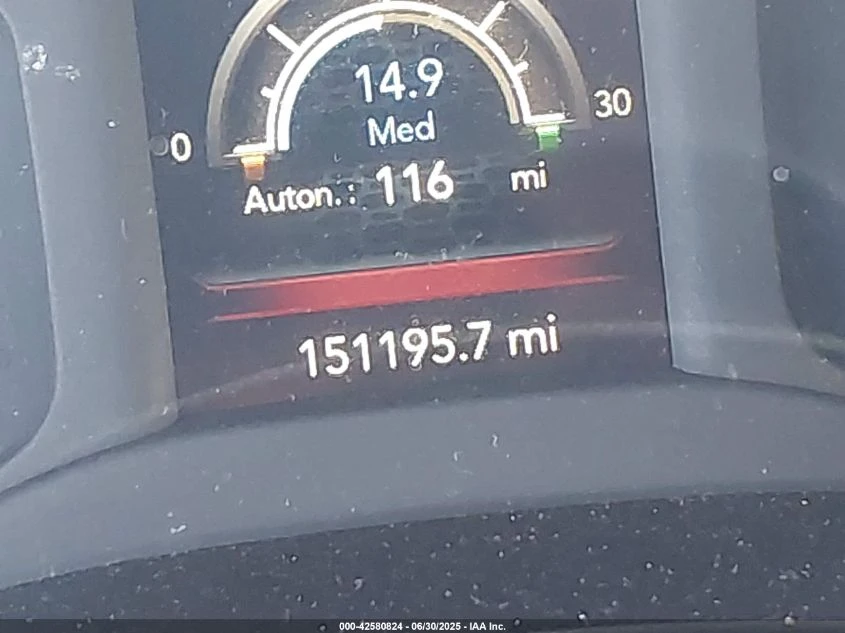 14.9
0 Med 30
Auton.: 116 mi
151195.7 mi
000-42580824 - 06/30/2025 - IAA Inc.